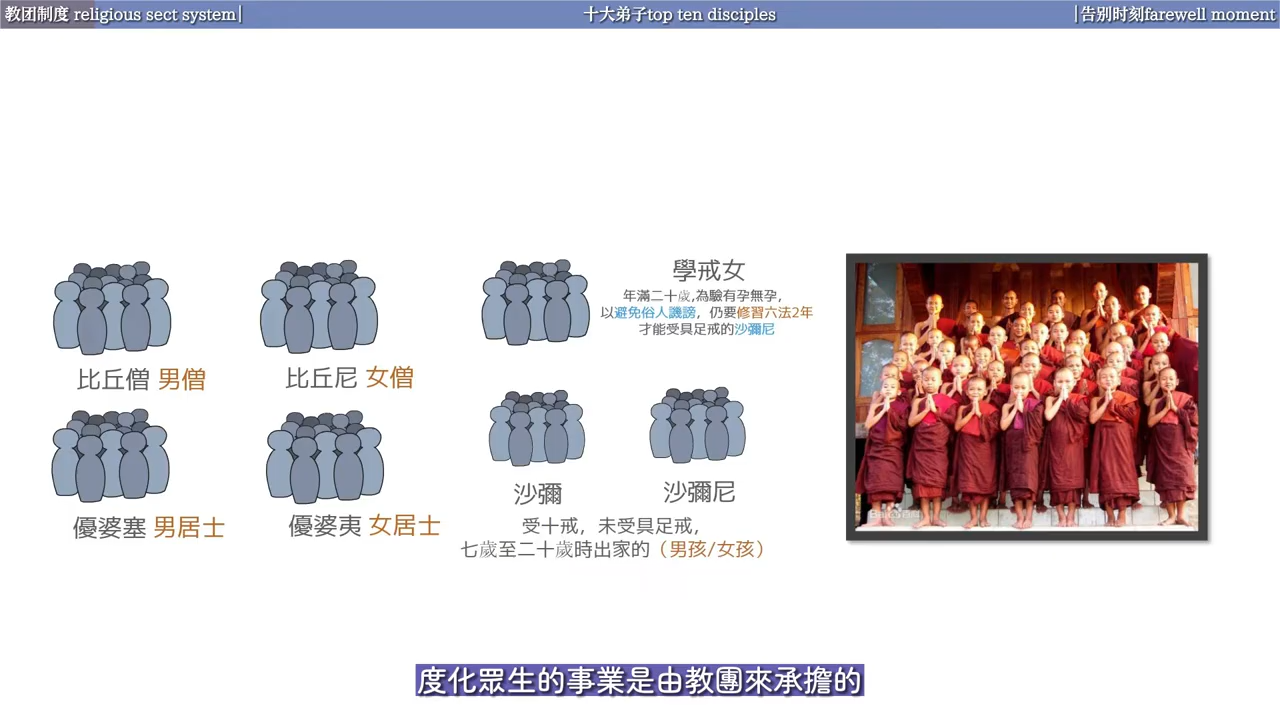 教团制度 religious sect system|
十大弟子top ten disciples
|告别时刻farewell moment
學戒女
年滿二十歲,為驗有孕無孕,
以避免俗人譏謗，仍要修習六法2年
才能受具足戒的沙彌尼
比丘僧 男僧
比丘尼 女僧
優婆塞 男居士
優婆夷 女居士
沙彌
沙彌尼
受十戒，未受具足戒，
七歲至二十歲時出家的（男孩/女孩）
Bai百科
度化眾生的事業是由教團來承擔的